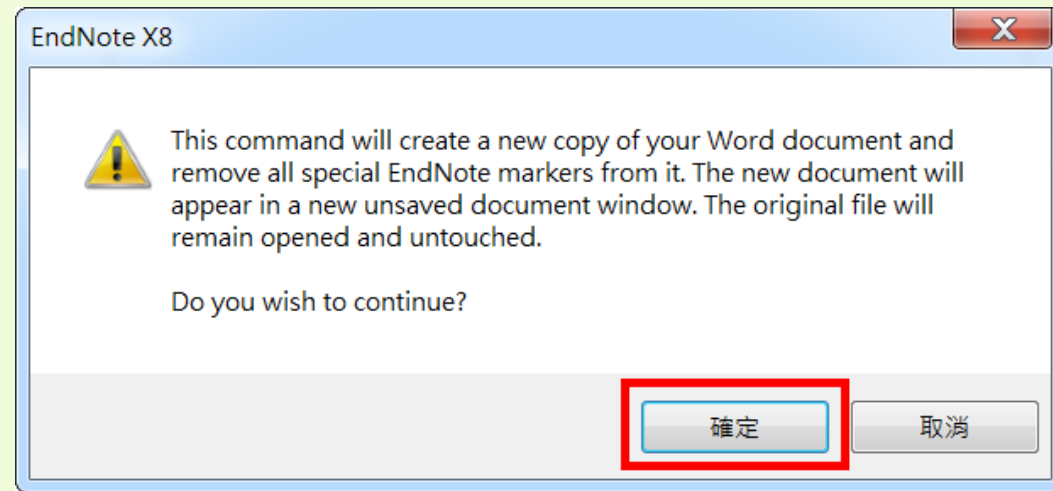 EndNote X8
This command will create a new copy of your Word document and
remove all special EndNote markers from it. The new document will
appear in a new unsaved document window. The original file will
remain opened and untouched.
Do you wish to continue?
確定
取消